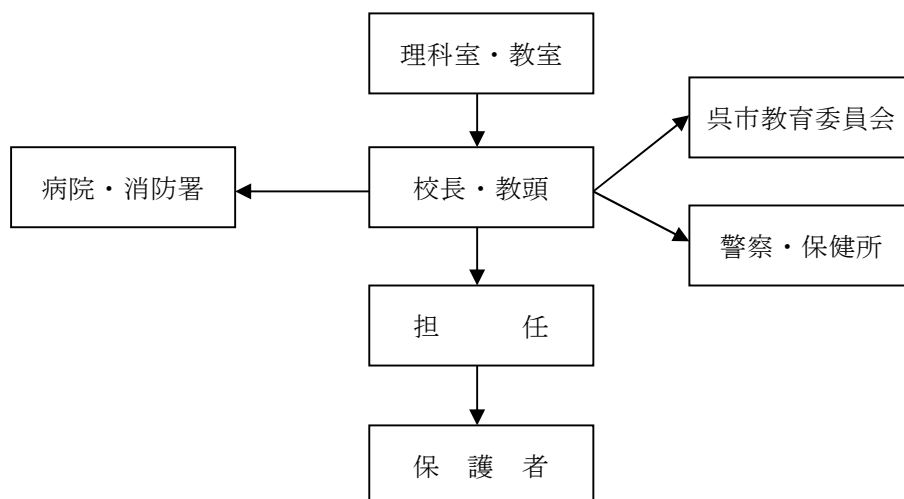 理科室・教室
呉市教育委員会
病院・消防署
校長・教頭
警察・保健所
担　　任
保　護　者